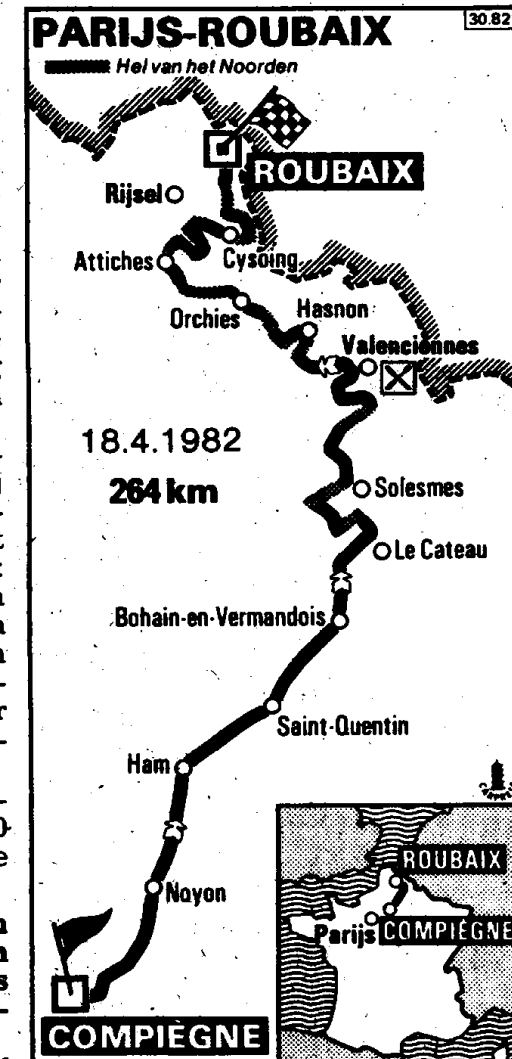 30.82
PARIJS-ROUBAIX
Hel van het Noorden
ROUBAIX
Rijsel
Cysoing
Attiches
Orchies
Hasnon
Valenciennes
18.4.1982
264 km
Solesmes
Le Cateau
Bohain-en-Vermandois
Saint-Quentin
Ham
Noyon
COMPIÈGNE
ROUBAIX
Parijs
COMPIÈGNE